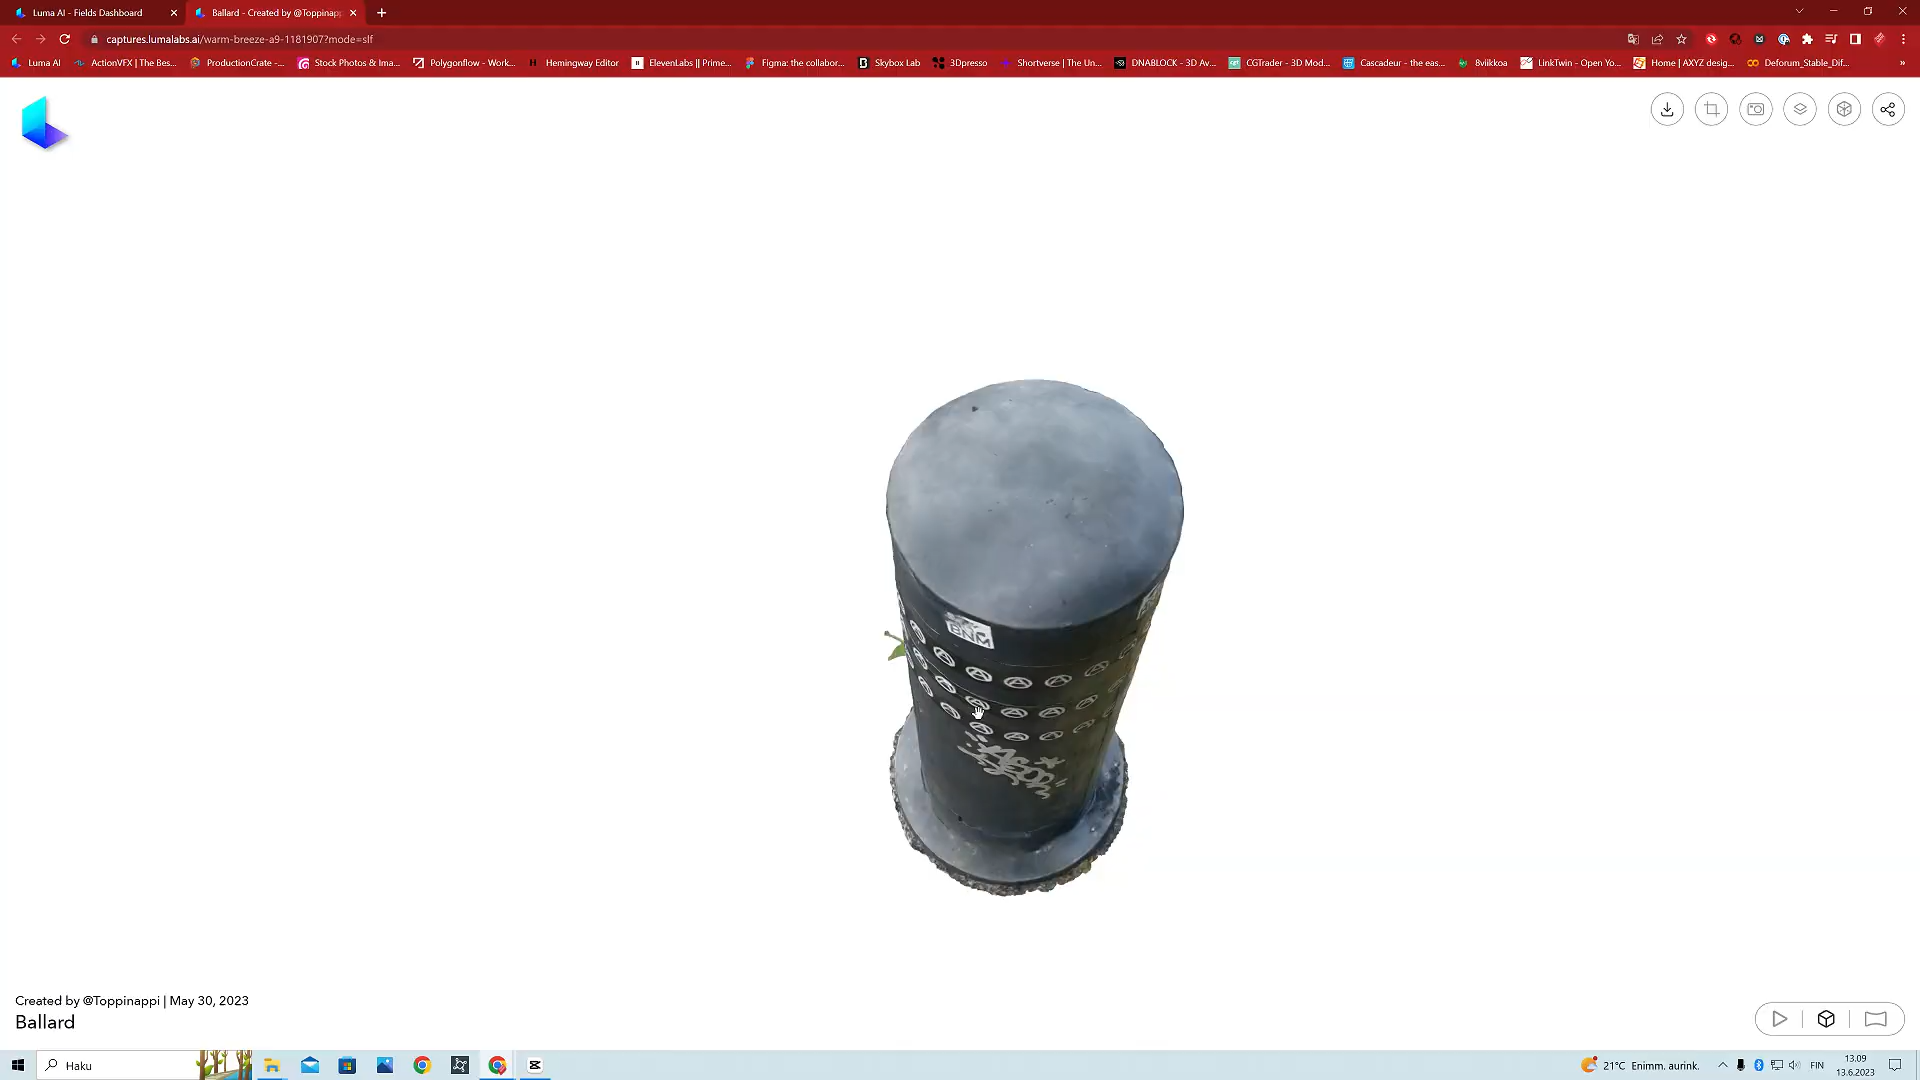 Luma AI - Fields Dashboard
Ballard - Created by @Toppinapp
captures.lumalabs.ai/warm-breeze-a9-1181907?mode=slf
Luma AI
ActionVFX | The Bes...
ProductionCrate -...
Stock Photos & Ima...
Polygonflow - Work...
Hemingway Editor
ElevenLabs || Prime...
Figma: the collabor...
Skybox Lab
3Dpresso
Shortverse | The Un...
DNABLOCK - 3D Av...
CGTrader - 3D Mod...
Cascadeur - the eas...
8viikkoa
LinkTwin - Open Yo...
Home | AXYZ desig...
Deforum_Stable_Dif...
BNM
Created by @Toppinappi | May 30, 2023
Ballard
Haku
21°C Enimm. aurink.
FIN
13.09
13.6.2023